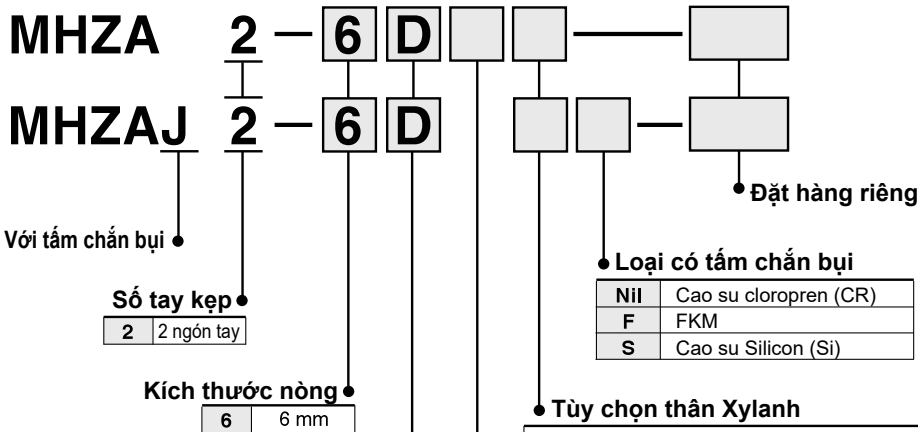 MHZA 2 — 6 D
MHZAJ 2 — 6 D
Đặt hàng riêng
Với tấm chắn bụi
Loại có tấm chắn bụi
Nil Cao su cloropren (CR)
F FKM
S Cao su Silicon (Si)
Số tay kẹp
2 2 ngón tay
Kích thước nòng
6 6 mm
Tùy chọn thân Xylanh